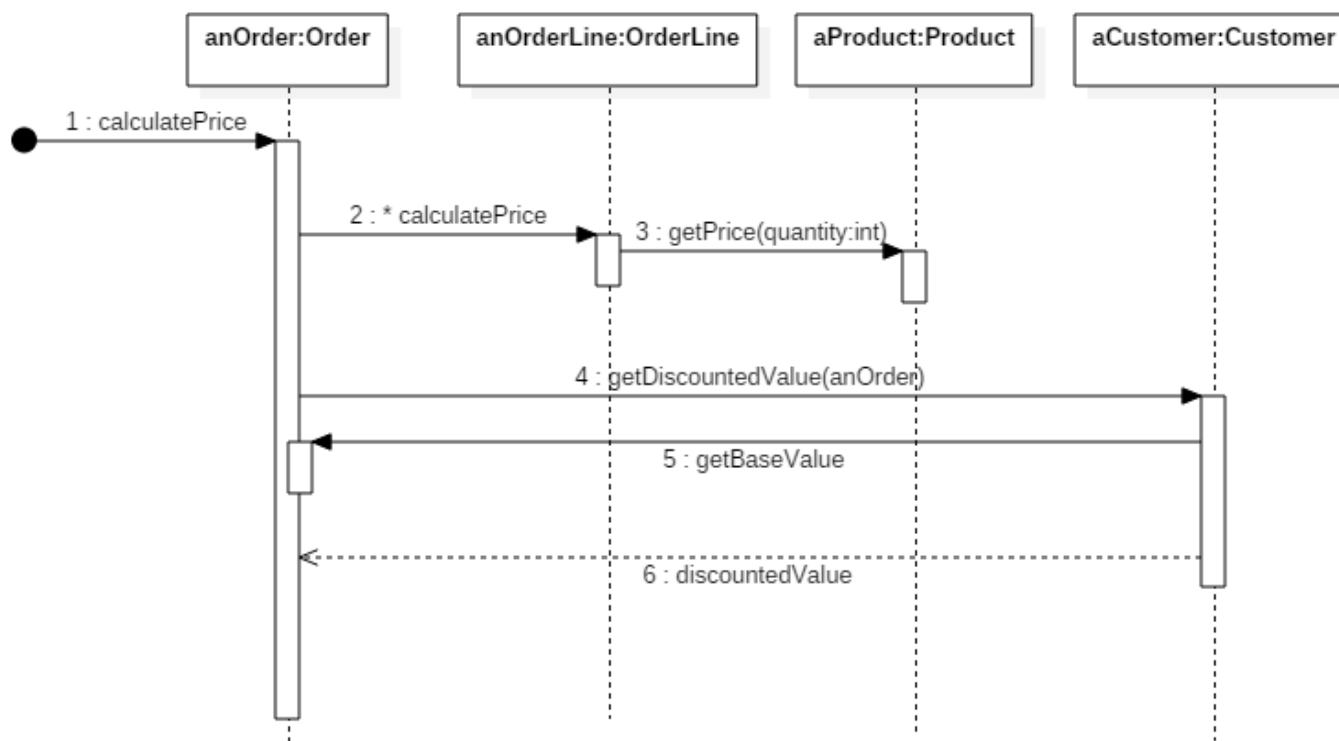 anOrder:Order
anOrderLine:OrderLine
aProduct:Product
aCustomer:Customer
1 : calculatePrice
2 : * calculatePrice
3 : getPrice(quantity:int)
4 : getDiscountedValue(anOrder)
5 : getBaseValue
6 : discountedValue